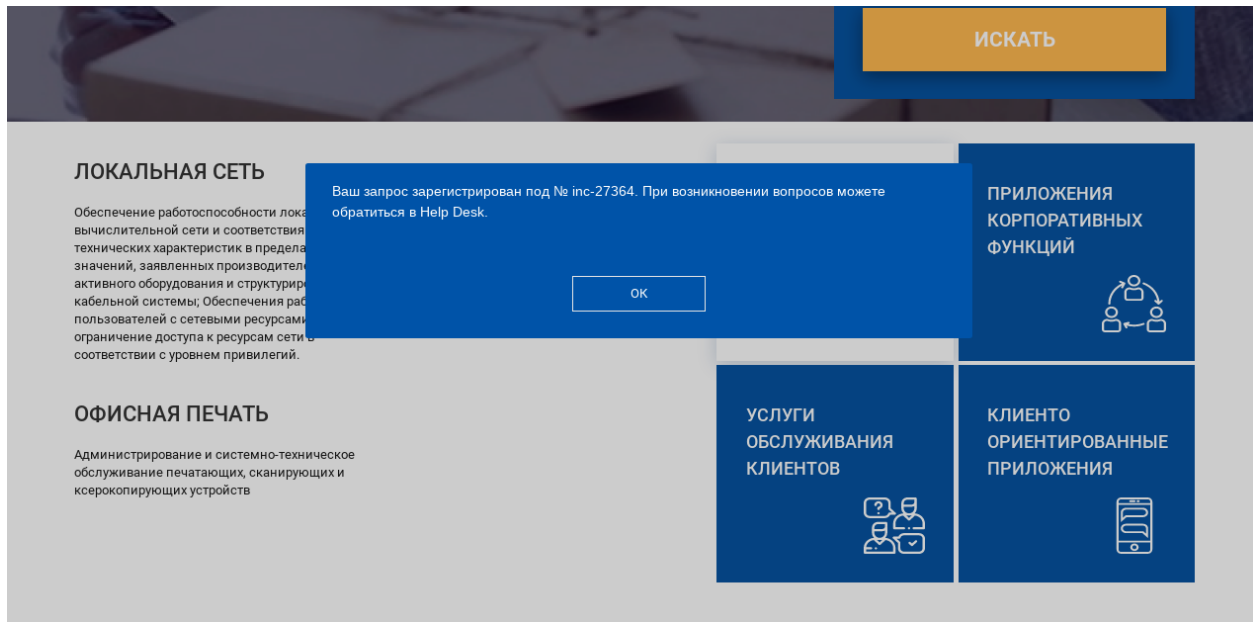 ИСКАТЬ
ЛОКАЛЬНАЯ СЕТЬ
Обеспечение работоспособности лока
вычислительной сети и соответствия
технических характеристик в предела
значений, заявленных производителе
активного оборудования и структурир
кабельной системы; Обеспечения раб
пользователей с сетевыми ресурсами
ограничение доступа к ресурсам сети в
соответствии с уровнем привилегий.
ОФИСНАЯ ПЕЧАТЬ
Администрирование и системно-техническое
обслуживание печатающих, сканирующих и
ксерокопирующих устройств
Ваш запрос зарегистрирован под № inc-27364. При возникновении вопросов можете
обратиться в Help Desk.
ОК
ПРИЛОЖЕНИЯ
КОРПОРАТИВНЫХ
ФУНКЦИЙ
УСЛУГИ
ОБСЛУЖИВАНИЯ
КЛИЕНТОВ
КЛИЕНТО
ОРИЕНТИРОВАННЫЕ
ПРИЛОЖЕНИЯ